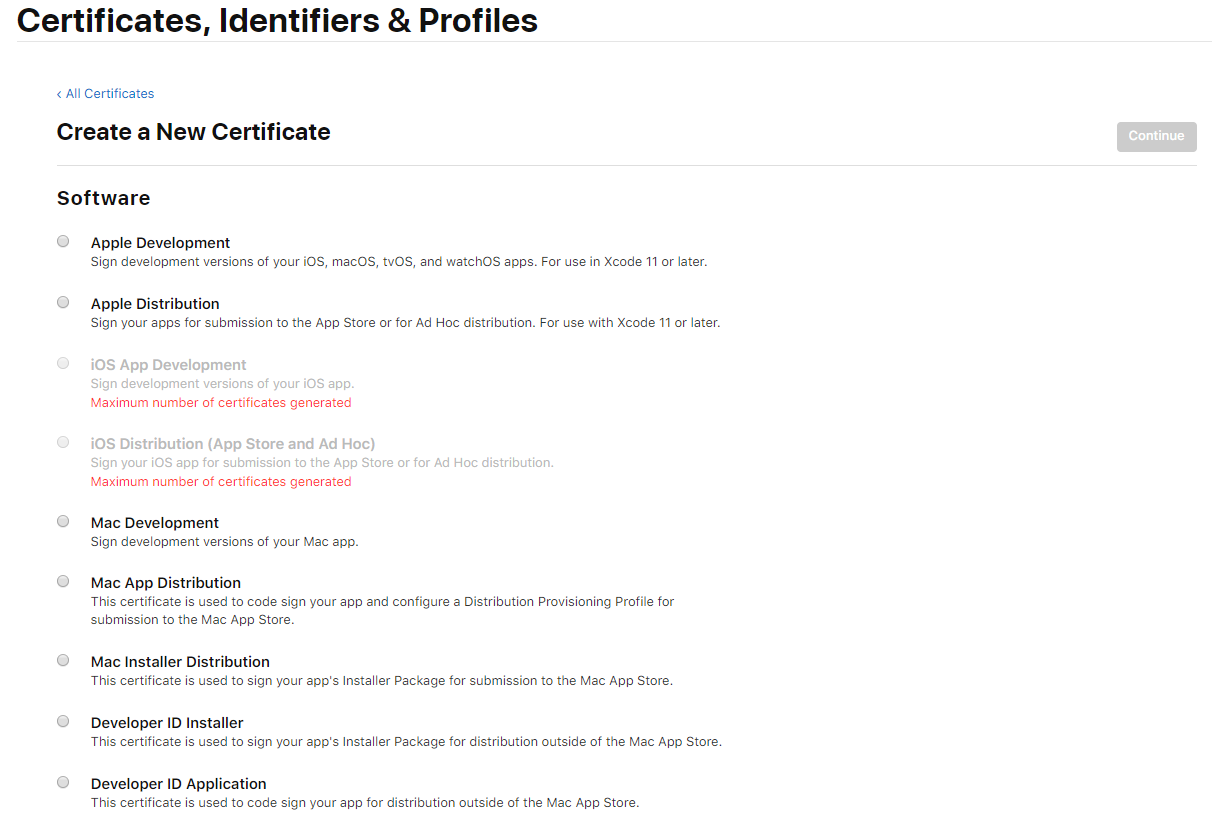 Certificates, Identifiers & Profiles
‹ All Certificates
Create a New Certificate
Continue
Software
Apple Development
Sign development versions of your iOS, macOS, tvOS, and watchOS apps. For use in Xcode 11 or later.
Apple Distribution
Sign your apps for submission to the App Store or for Ad Hoc distribution. For use with Xcode 11 or later.
iOS App Development
Sign development versions of your iOS app.
Maximum number of certificates generated
iOS Distribution (App Store and Ad Hoc)
Sign your iOS app for submission to the App Store or for Ad Hoc distribution.
Maximum number of certificates generated
Mac Development
Sign development versions of your Mac app.
Mac App Distribution
This certificate is used to code sign your app and configure a Distribution Provisioning Profile for
submission to the Mac App Store.
Mac Installer Distribution
This certificate is used to sign your app's Installer Package for submission to the Mac App Store.
Developer ID Installer
This certificate is used to sign your app's Installer Package for distribution outside of the Mac App Store.
Developer ID Application
This certificate is used to code sign your app for distribution outside of the Mac App Store.